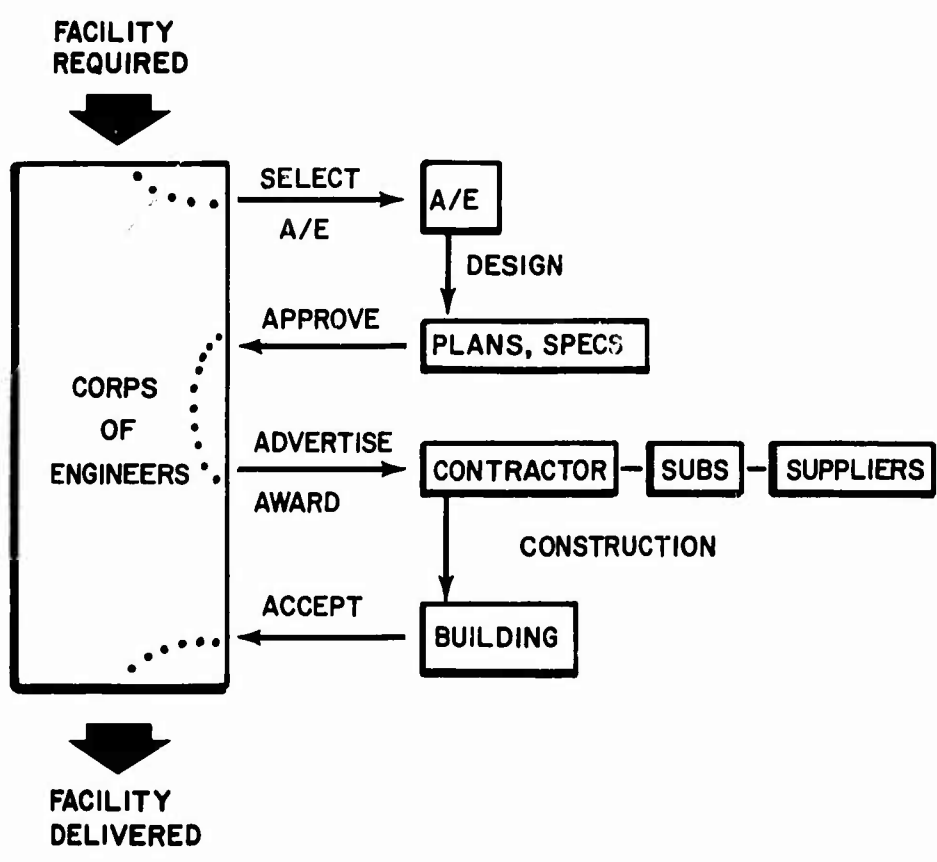 FACILITY
REQUIRED
SELECT
A/E
A/E
DESIGN
APPROVE
PLANS, SPECS
CORPS
OF
ENGINEERS
ADVERTISE
AWARD
CONTRACTOR
SUBS
SUPPLIERS
CONSTRUCTION
ACCEPT
BUILDING
FACILITY
DELIVERED